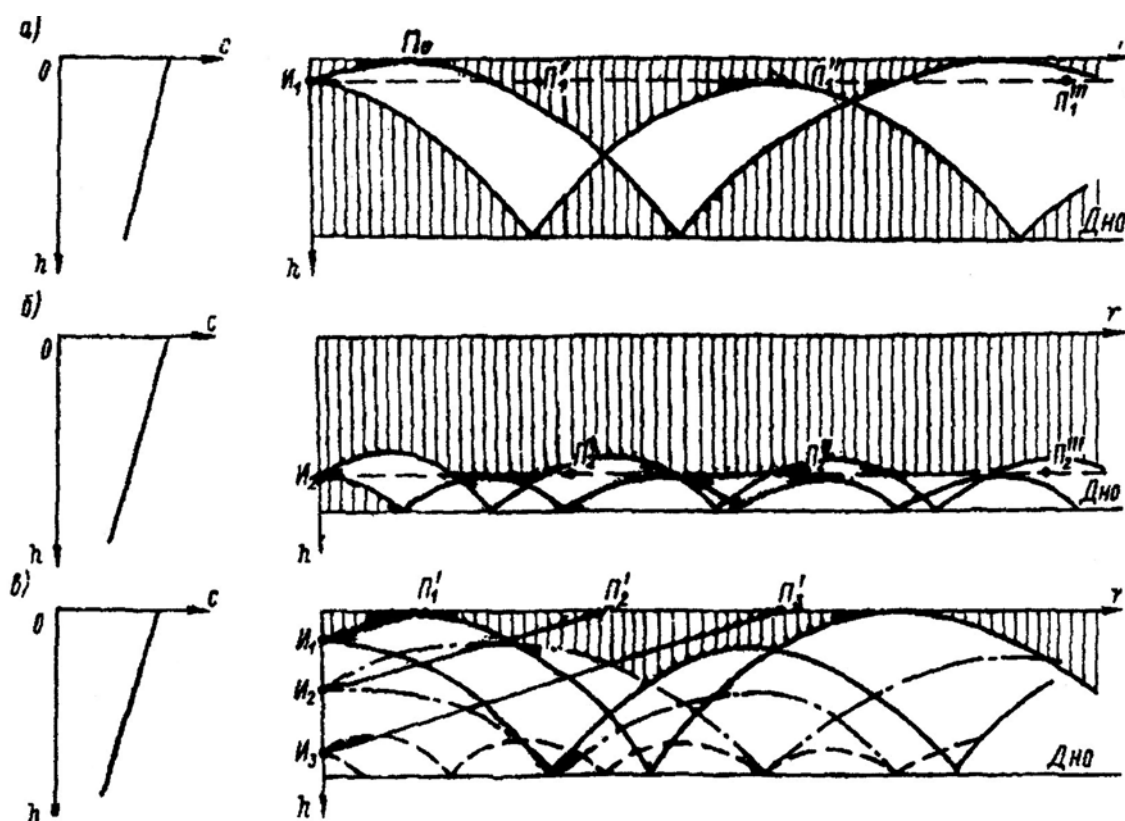 а)
0
c
h
И₁
П₀
П₁'
П₁''
П₁'''
Дно
h
б)
0
c
h
r
И₂
П₂''
П₂'''
Дно
h
в)
0
c
h
П₁'
П₂'
П₃'
r
И₁
И₂
И₃
Дно
h